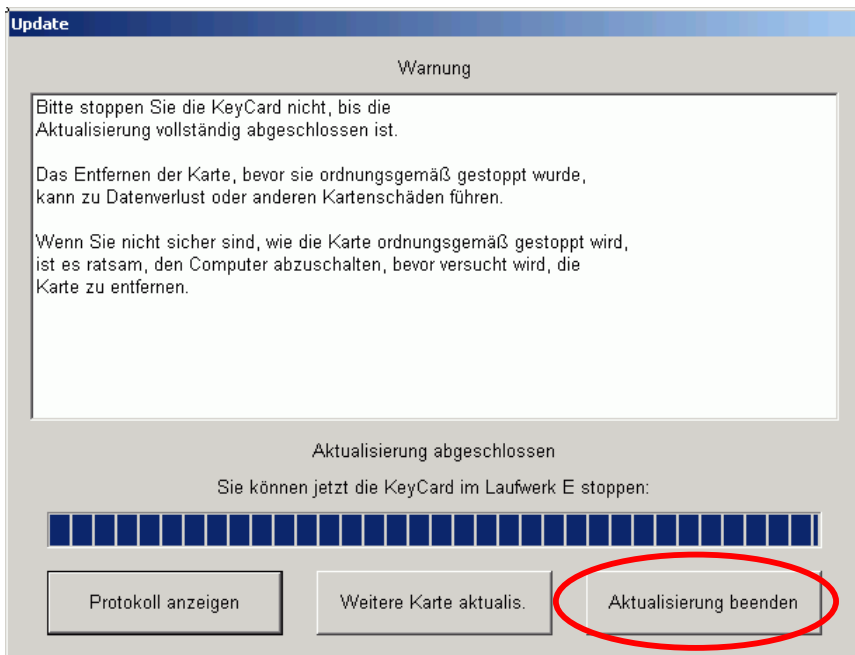 Update
Warnung
Bitte stoppen Sie die KeyCard nicht, bis die
Aktualisierung vollständig abgeschlossen ist.
Das Entfernen der Karte, bevor sie ordnungsgemäß gestoppt wurde,
kann zu Datenverlust oder anderen Kartenschäden führen.
Wenn Sie nicht sicher sind, wie die Karte ordnungsgemäß gestoppt wird,
ist es ratsam, den Computer abzuschalten, bevor versucht wird, die
Karte zu entfernen.
Aktualisierung abgeschlossen
Sie können jetzt die KeyCard im Laufwerk E stoppen:
Protokoll anzeigen
Weitere Karte aktualis.
Aktualisierung beenden